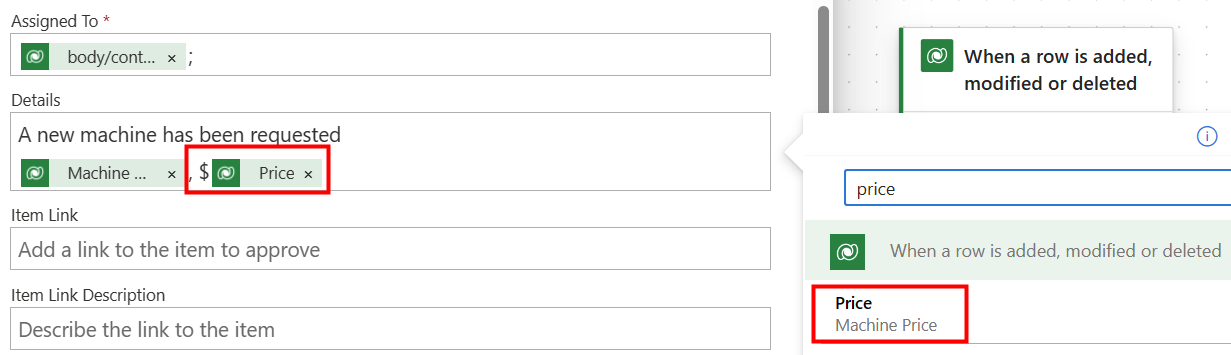 Assigned To *
body/cont... × ;
Details
A new machine has been requested
Machine ... × , $ Price ×
Item Link
Add a link to the item to approve
Item Link Description
Describe the link to the item
When a row is added,
modified or deleted
price
When a row is added, modified or deleted
Price
Machine Price